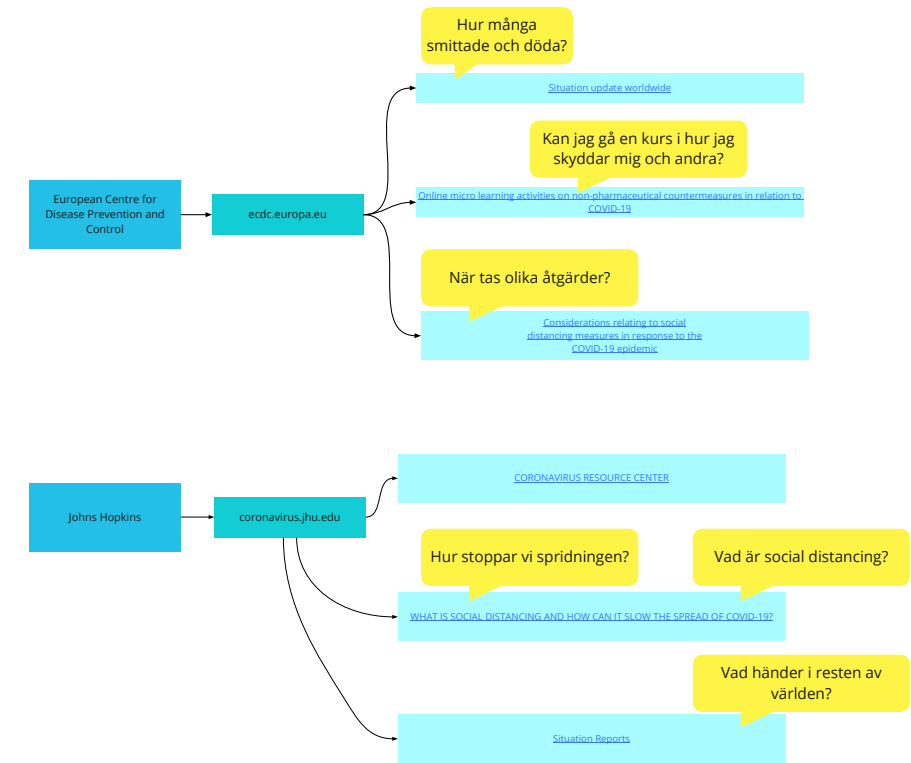 Hur många
smittade och döda?
Situation update worldwide
Kan jag gå en kurs i hur jag
skyddar mig och andra?
European Centre for
Disease Prevention and
Control
ecdc.europa.eu
Online micro learning activities on non-pharmaceutical countermeasures in relation to
COVID-19
När tas olika åtgärder?
Considerations relating to social
distancing measures in response to the
COVID-19 epidemic
CORONAVIRUS RESOURCE CENTER
Johns Hopkins
coronavirus.jhu.edu
Hur stoppar vi spridningen?
Vad är social distancing?
WHAT IS SOCIAL DISTANCING AND HOW CAN IT SLOW THE SPREAD OF COVID-19?
Vad händer i resten av
världen?
Situation Reports